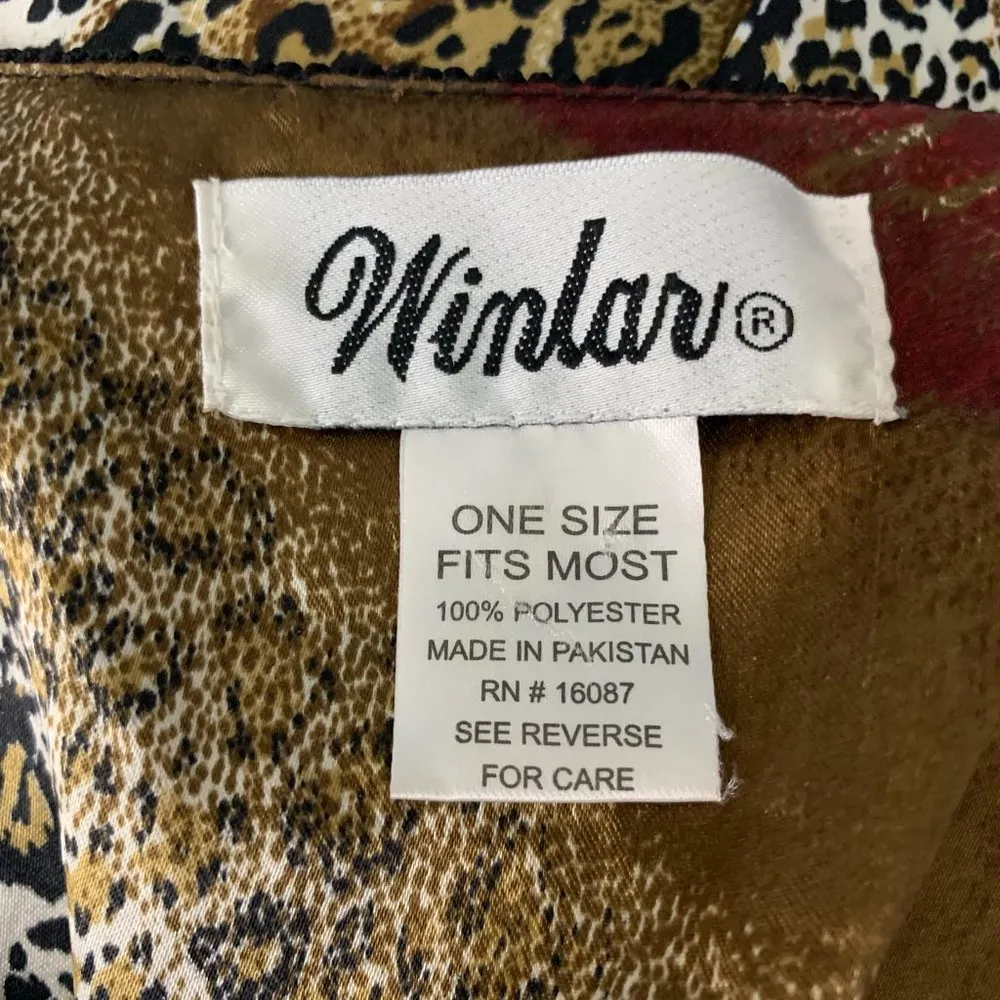 Winlar®
ONE SIZE
FITS MOST
100% POLYESTER
MADE IN PAKISTAN
RN # 16087
SEE REVERSE
FOR CARE